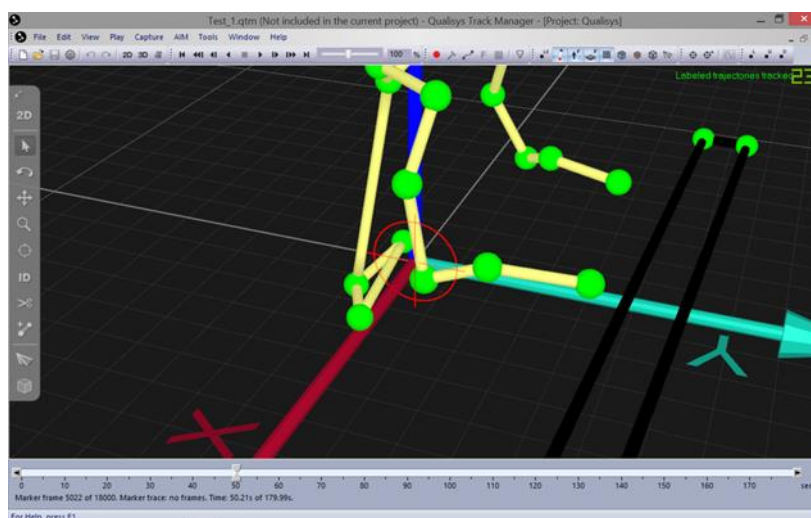 Test_1.qtm (Not included in the current project) - Qualisys Track Manager - [Project: Qualisys]
File Edit View Play Capture AIM Tools Window Help
2D 3D 100 %
Labeled trajectories tracked 23
2D
1D
X
Y
0 10 20 30 40 50 60 70 80 90 100 110 120 130 140 150 160 170 sec
Marker frame 5022 of 18000. Marker trace: no frames. Time: 50.21s of 179.99s.
For Help, press F1